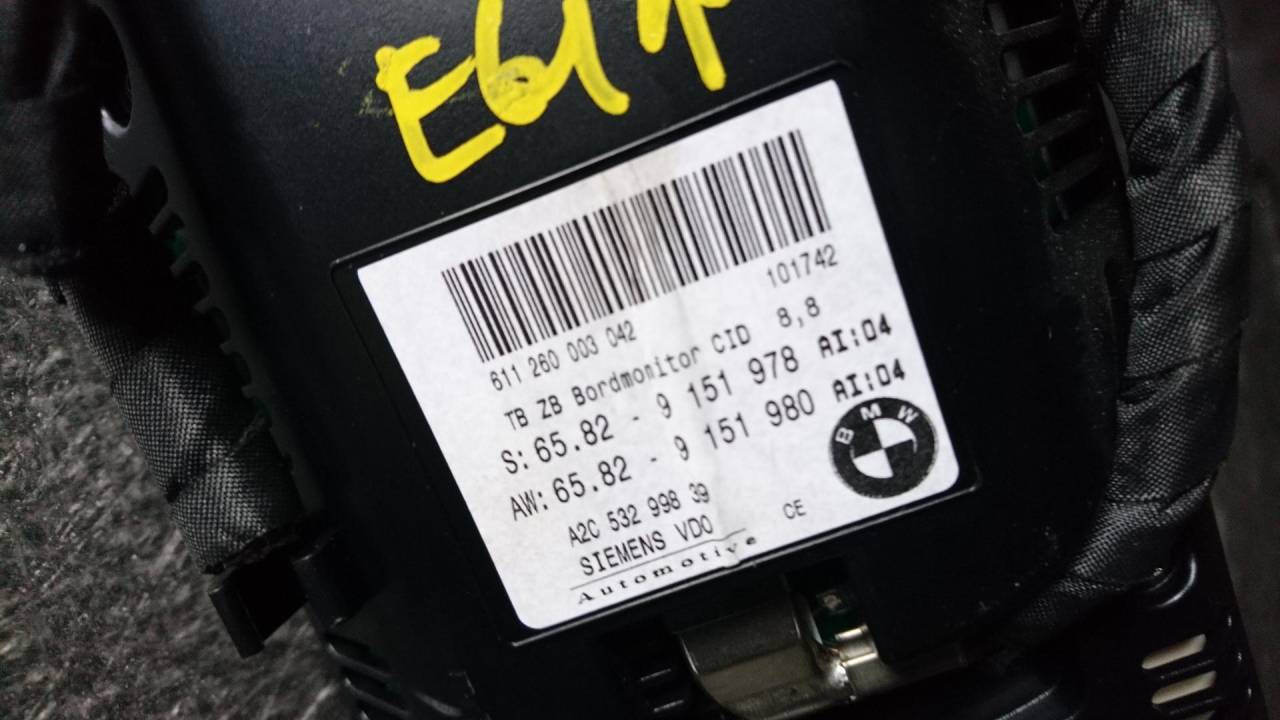 E61
611 260 003 042
101742
TB ZB Bordmonitor CID 8,8
S: 65.82 - 9 151 978 AI:04
AW: 65.82 - 9 151 980 AI:04
BMW
A2C 532 998 39
SIEMENS VDO
CE
Automotive